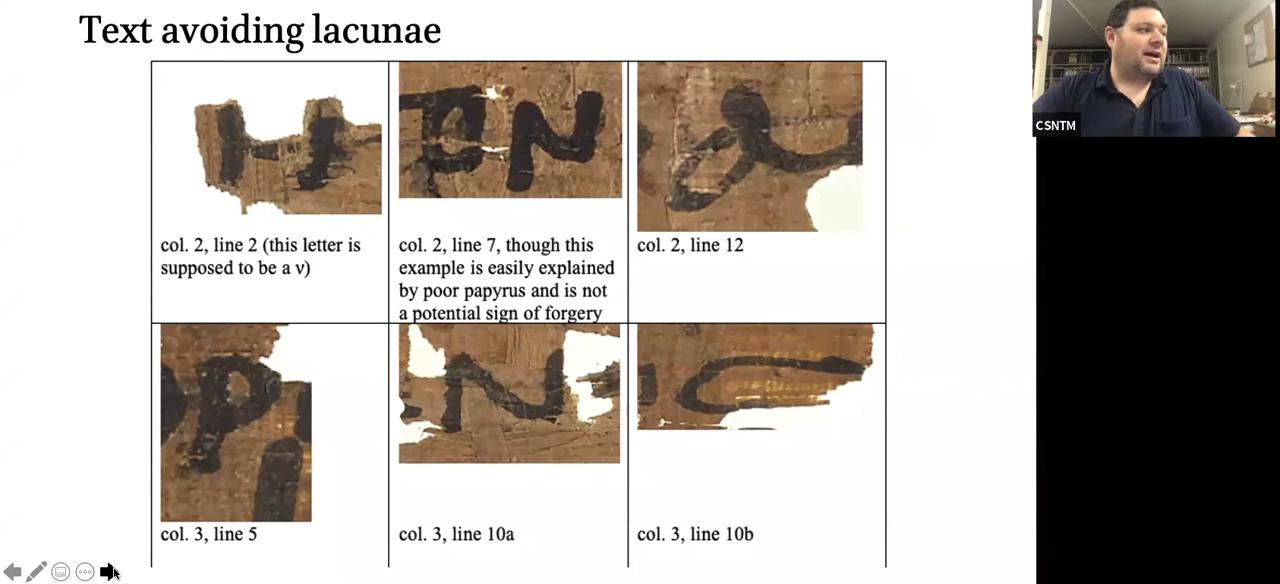 Text avoiding lacunae
CSNTM
col. 2, line 2 (this letter is
supposed to be a ν)
col. 2, line 7, though this
example is easily explained
by poor papyrus and is not
a potential sign of forgery
col. 2, line 12
col. 3, line 5
col. 3, line 10a
col. 3, line 10b